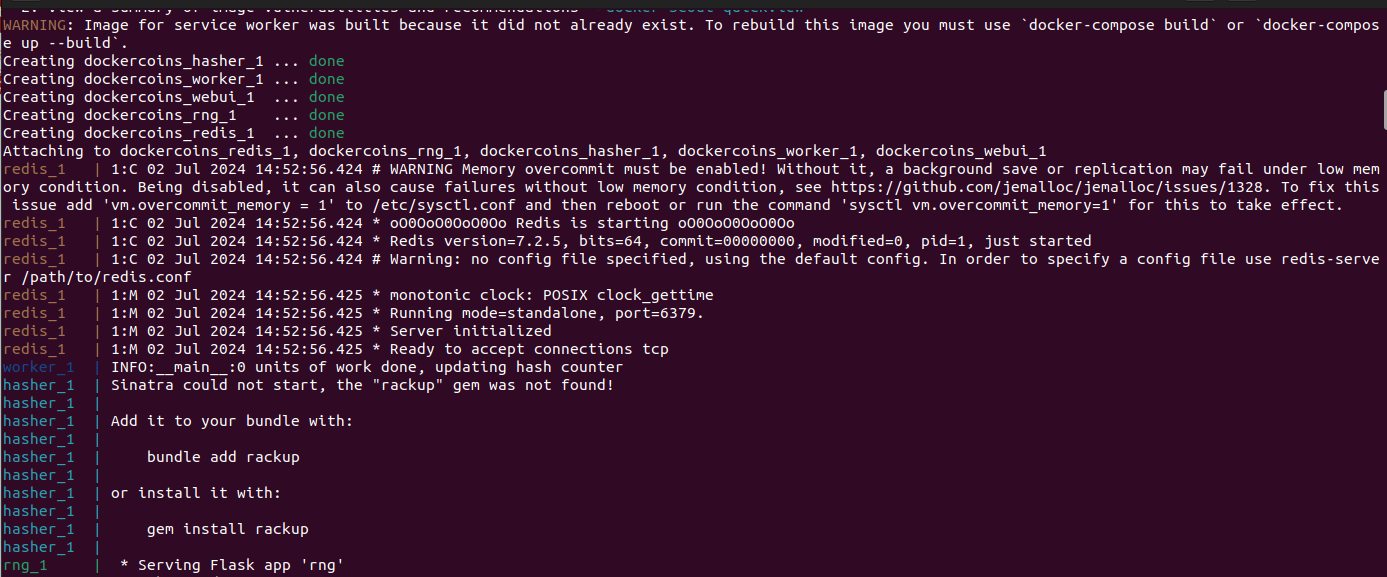 2. View a summary of image vulnerabilities and recommendations → docker scout quickview
WARNING: Image for service worker was built because it did not already exist. To rebuild this image you must use `docker-compose build` or `docker-compos
e up --build`.
Creating dockercoins_hasher_1 ... done
Creating dockercoins_worker_1 ... done
Creating dockercoins_webui_1  ... done
Creating dockercoins_rng_1    ... done
Creating dockercoins_redis_1  ... done
Attaching to dockercoins_redis_1, dockercoins_rng_1, dockercoins_hasher_1, dockercoins_worker_1, dockercoins_webui_1
redis_1   | 1:C 02 Jul 2024 14:52:56.424 # WARNING Memory overcommit must be enabled! Without it, a background save or replication may fail under low mem
ory condition. Being disabled, it can also cause failures without low memory condition, see https://github.com/jemalloc/jemalloc/issues/1328. To fix this
 issue add 'vm.overcommit_memory = 1' to /etc/sysctl.conf and then reboot or run the command 'sysctl vm.overcommit_memory=1' for this to take effect.
redis_1   | 1:C 02 Jul 2024 14:52:56.424 * oO0OoO0OoO0Oo Redis is starting oO0OoO0OoO0Oo
redis_1   | 1:C 02 Jul 2024 14:52:56.424 * Redis version=7.2.5, bits=64, commit=00000000, modified=0, pid=1, just started
redis_1   | 1:C 02 Jul 2024 14:52:56.424 # Warning: no config file specified, using the default config. In order to specify a config file use redis-serve
r /path/to/redis.conf
redis_1   | 1:M 02 Jul 2024 14:52:56.425 * monotonic clock: POSIX clock_gettime
redis_1   | 1:M 02 Jul 2024 14:52:56.425 * Running mode=standalone, port=6379.
redis_1   | 1:M 02 Jul 2024 14:52:56.425 * Server initialized
redis_1   | 1:M 02 Jul 2024 14:52:56.425 * Ready to accept connections tcp
worker_1  | INFO:__main__:0 units of work done, updating hash counter
hasher_1  | Sinatra could not start, the "rackup" gem was not found!
hasher_1  |
hasher_1  | Add it to your bundle with:
hasher_1  |
hasher_1  |     bundle add rackup
hasher_1  |
hasher_1  | or install it with:
hasher_1  |
hasher_1  |     gem install rackup
hasher_1  |
rng_1     |  * Serving Flask app 'rng'